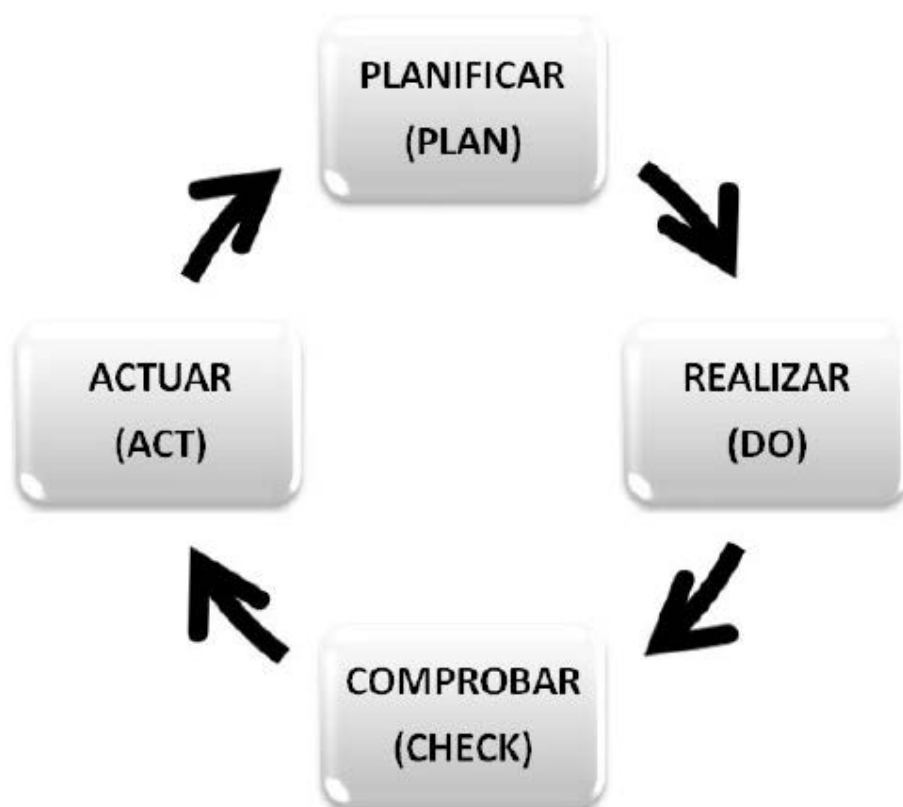 PLANIFICAR
(PLAN)
REALIZAR
(DO)
COMPROBAR
(CHECK)
ACTUAR
(ACT)